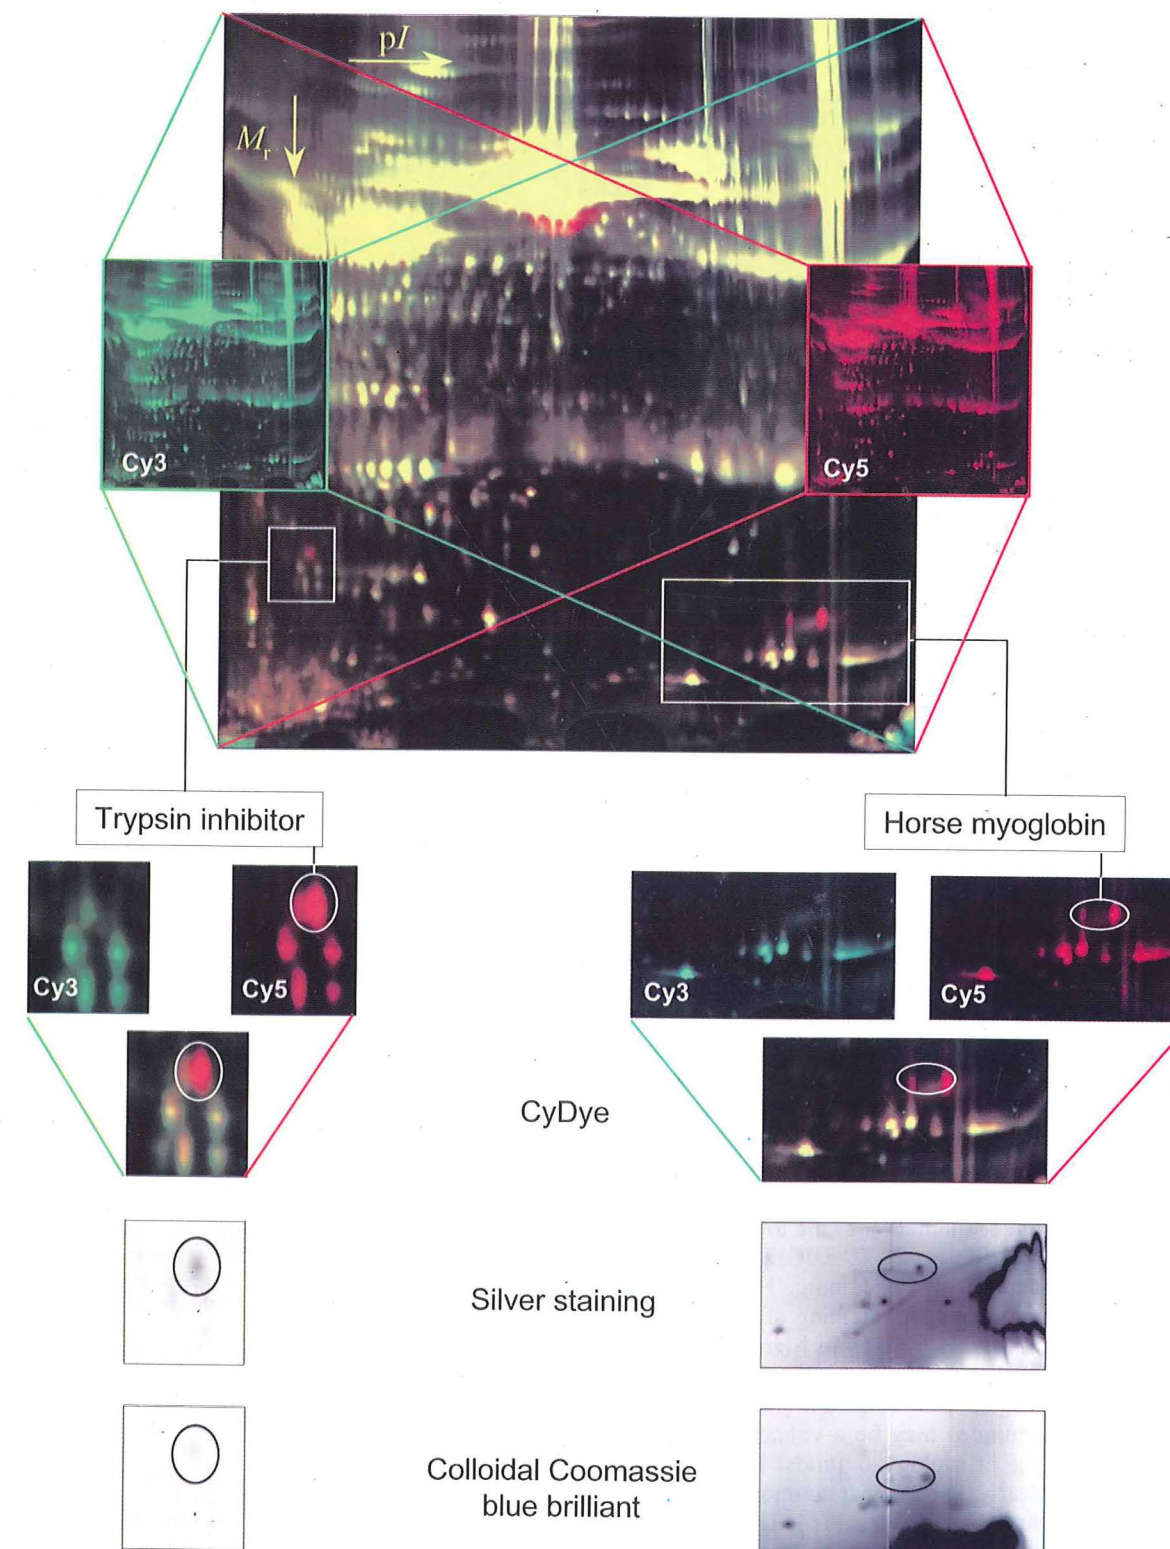 pI
Mr
Cy3
Cy5
Trypsin inhibitor
Horse myoglobin
Cy3
Cy5
Cy3
Cy5
CyDye
Silver staining
Colloidal Coomassie
blue brilliant